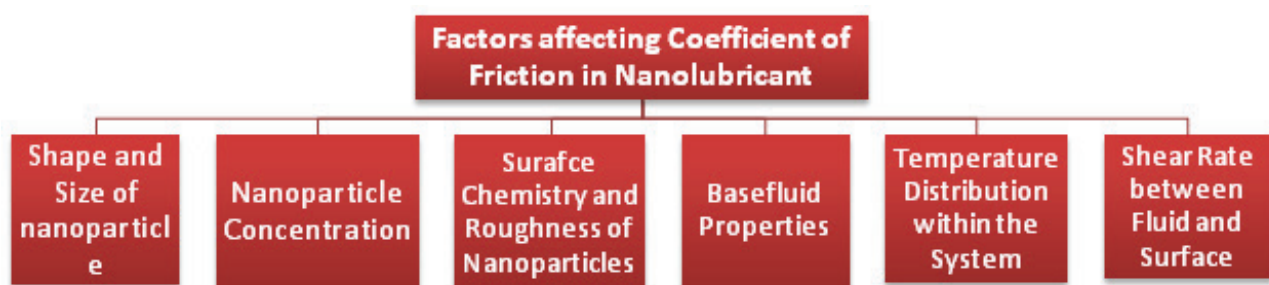 Factors affecting Coefficient of
Friction in Nanolubricant
Shape and
Size of
nanoparticl
e
Nanoparticle
Concentration
Surafce
Chemistry and
Roughness of
Nanoparticles
Basefluid
Properties
Temperature
Distribution
within the
System
Shear Rate
between
Fluid and
Surface